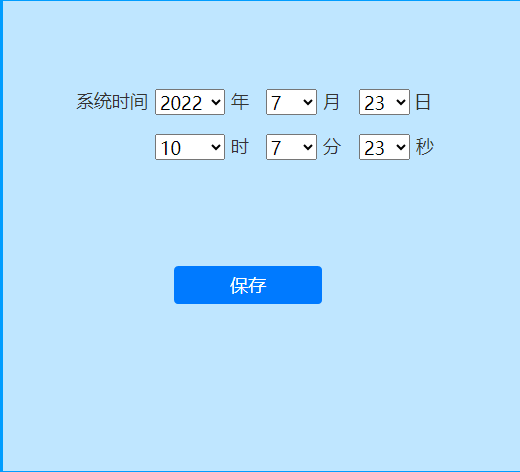 系统时间 2022 年 7 月 23 日
10 时 7 分 23 秒
保存